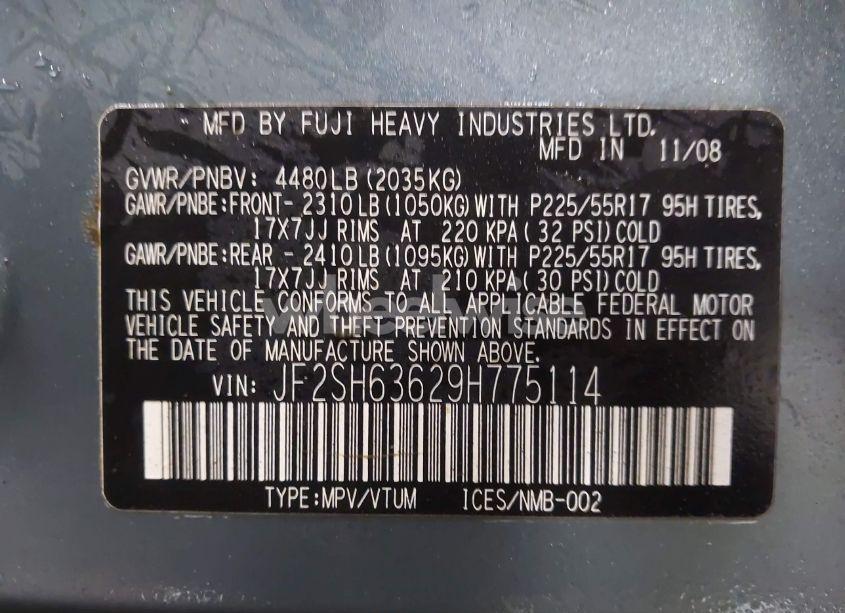 MFD BY FUJI HEAVY INDUSTRIES LTD.
MFD IN 11/08
GVWR/PNBV: 4480LB(2035KG)
GAWR/PNBE:FRONT- 2310LB(1050KG)WITH P225/55R17 95H TIRES,
17X7JJ RIMS AT 220 KPA( 32 PSI)COLD
GAWR/PNBE:REAR - 2410LB(1095KG)WITH P225/55R17 95H TIRES,
17X7JJ RIMS AT 210 KPA( 30 PSI)COLD
THIS VEHICLE CONFORMS TO ALL APPLICABLE FEDERAL MOTOR
VEHICLE SAFETY AND THEFT PREVENTION STANDARDS IN EFFECT ON
THE DATE OF MANUFACTURE SHOWN ABOVE.
VIN: JF2SH63629H775114
TYPE:MPV/VTUM ICES/NMB-002